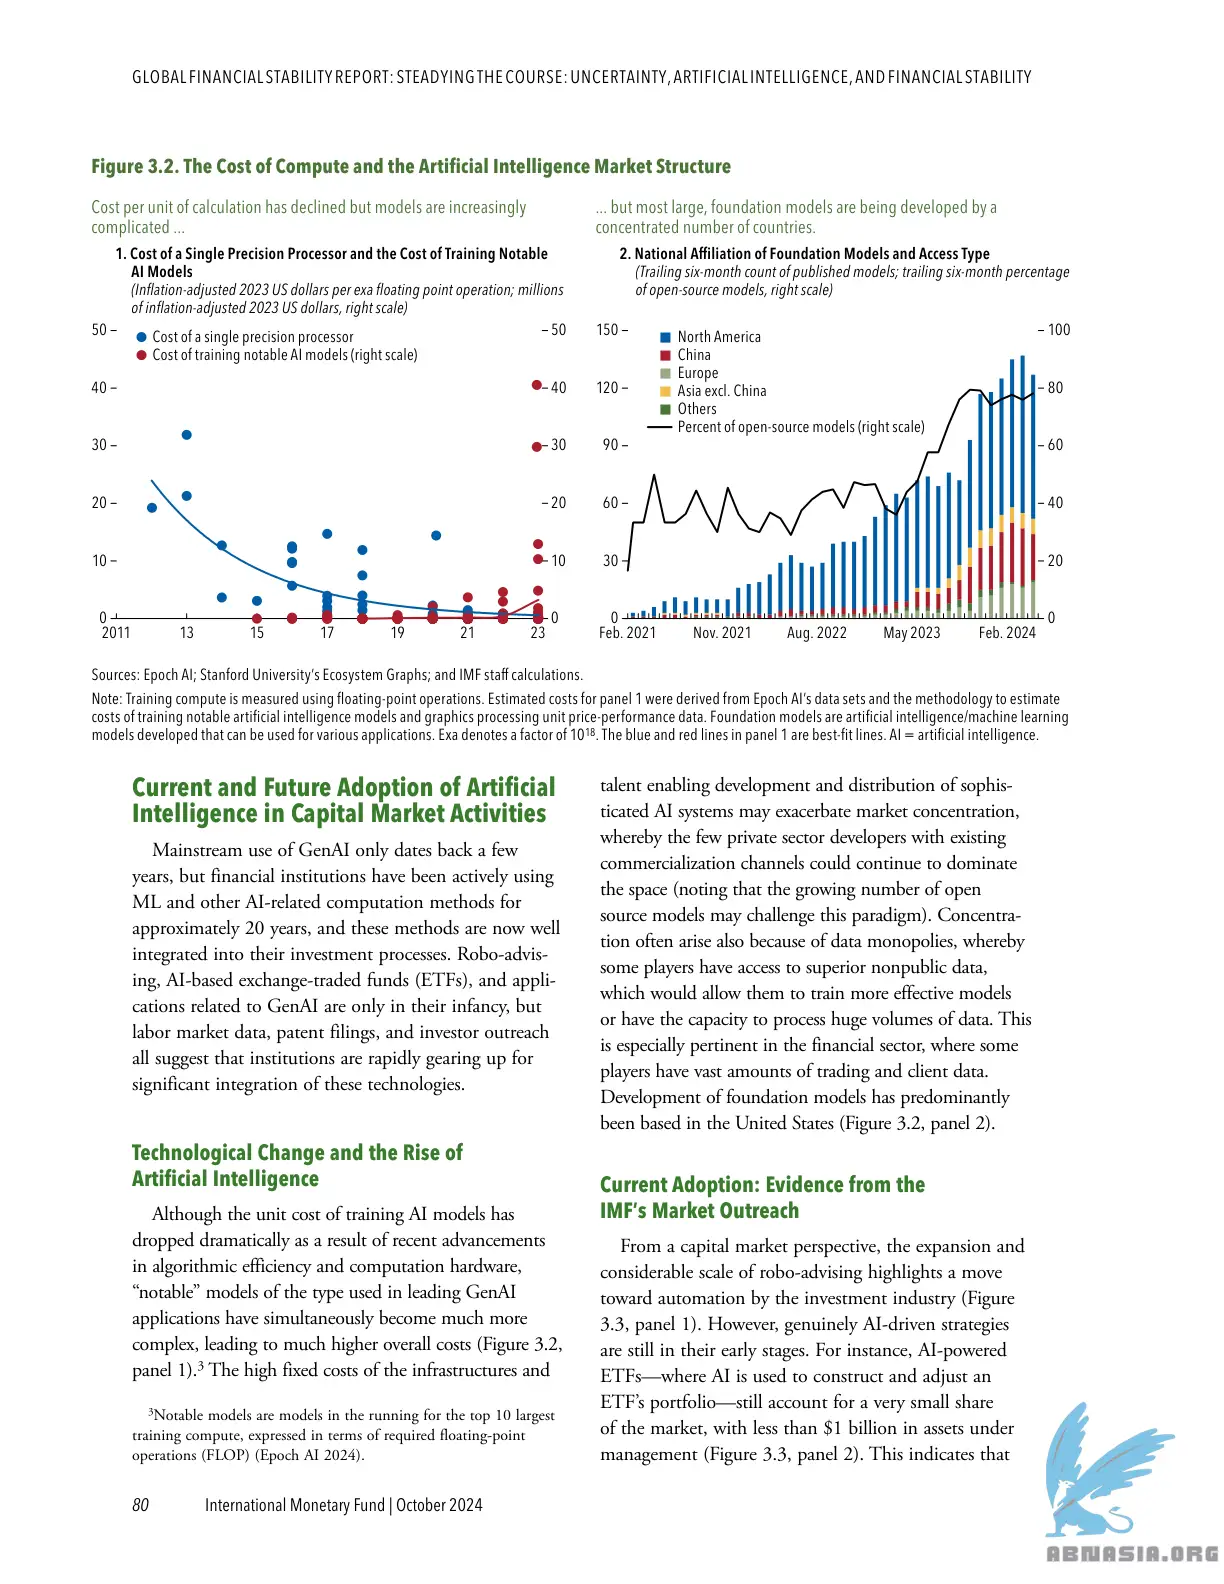 GLOBAL FINANCIAL STABILITY REPORT: STEADYING THE COURSE: UNCERTAINTY, ARTIFICIAL INTELLIGENCE, AND FINANCIAL STABILITY
Figure 3.2. The Cost of Compute and the Artificial Intelligence Market Structure
Cost per unit of calculation has declined but models are increasingly
complicated ...
1. Cost of a Single Precision Processor and the Cost of Training Notable
AI Models
(Inflation-adjusted 2023 US dollars per exa floating point operation; millions
of inflation-adjusted 2023 US dollars, right scale)
50
40
30
20
10
0
Cost of a single precision processor
Cost of training notable AI models (right scale)
50
40
30
20
10
0
2011 13 15 17 19 21 23
... but most large, foundation models are being developed by a
concentrated number of countries.
2. National Affiliation of Foundation Models and Access Type
(Trailing six-month count of published models; trailing six-month percentage
of open-source models, right scale)
150
120
90
60
30
0
North America
China
Europe
Asia excl. China
Others
Percent of open-source models (right scale)
100
80
60
40
20
0
Feb. 2021 Nov. 2021 Aug. 2022 May 2023 Feb. 2024
Sources: Epoch AI; Stanford University's Ecosystem Graphs; and IMF staff calculations.
Note: Training compute is measured using floating-point operations. Estimated costs for panel 1 were derived from Epoch AI's data sets and the methodology to estimate
costs of training notable artificial intelligence models and graphics processing unit price-performance data. Foundation models are artificial intelligence/machine learning
models developed that can be used for various applications. Exa denotes a factor of 10¹⁸. The blue and red lines in panel 1 are best-fit lines. AI = artificial intelligence.
Current and Future Adoption of Artificial
Intelligence in Capital Market Activities
Mainstream use of GenAI only dates back a few
years, but financial institutions have been actively using
ML and other AI-related computation methods for
approximately 20 years, and these methods are now well
integrated into their investment processes. Robo-advis-
ing, AI-based exchange-traded funds (ETFs), and appli-
cations related to GenAI are only in their infancy, but
labor market data, patent filings, and investor outreach
all suggest that institutions are rapidly gearing up for
significant integration of these technologies.
Technological Change and the Rise of
Artificial Intelligence
Although the unit cost of training AI models has
dropped dramatically as a result of recent advancements
in algorithmic efficiency and computation hardware,
“notable” models of the type used in leading GenAI
applications have simultaneously become much more
complex, leading to much higher overall costs (Figure 3.2,
panel 1).³ The high fixed costs of the infrastructures and
³Notable models are models in the running for the top 10 largest
training compute, expressed in terms of required floating-point
operations (FLOP) (Epoch AI 2024).
talent enabling development and distribution of sophis-
ticated AI systems may exacerbate market concentration,
whereby the few private sector developers with existing
commercialization channels could continue to dominate
the space (noting that the growing number of open
source models may challenge this paradigm). Concentra-
tion often arise also because of data monopolies, whereby
some players have access to superior nonpublic data,
which would allow them to train more effective models
or have the capacity to process huge volumes of data. This
is especially pertinent in the financial sector, where some
players have vast amounts of trading and client data.
Development of foundation models has predominantly
been based in the United States (Figure 3.2, panel 2).
Current Adoption: Evidence from the
IMF's Market Outreach
From a capital market perspective, the expansion and
considerable scale of robo-advising highlights a move
toward automation by the investment industry (Figure
3.3, panel 1). However, genuinely AI-driven strategies
are still in their early stages. For instance, AI-powered
ETFs—where AI is used to construct and adjust an
ETF's portfolio—still account for a very small share
of the market, with less than $1 billion in assets under
management (Figure 3.3, panel 2). This indicates that
80 International Monetary Fund | October 2024
ABNASIA.ORG